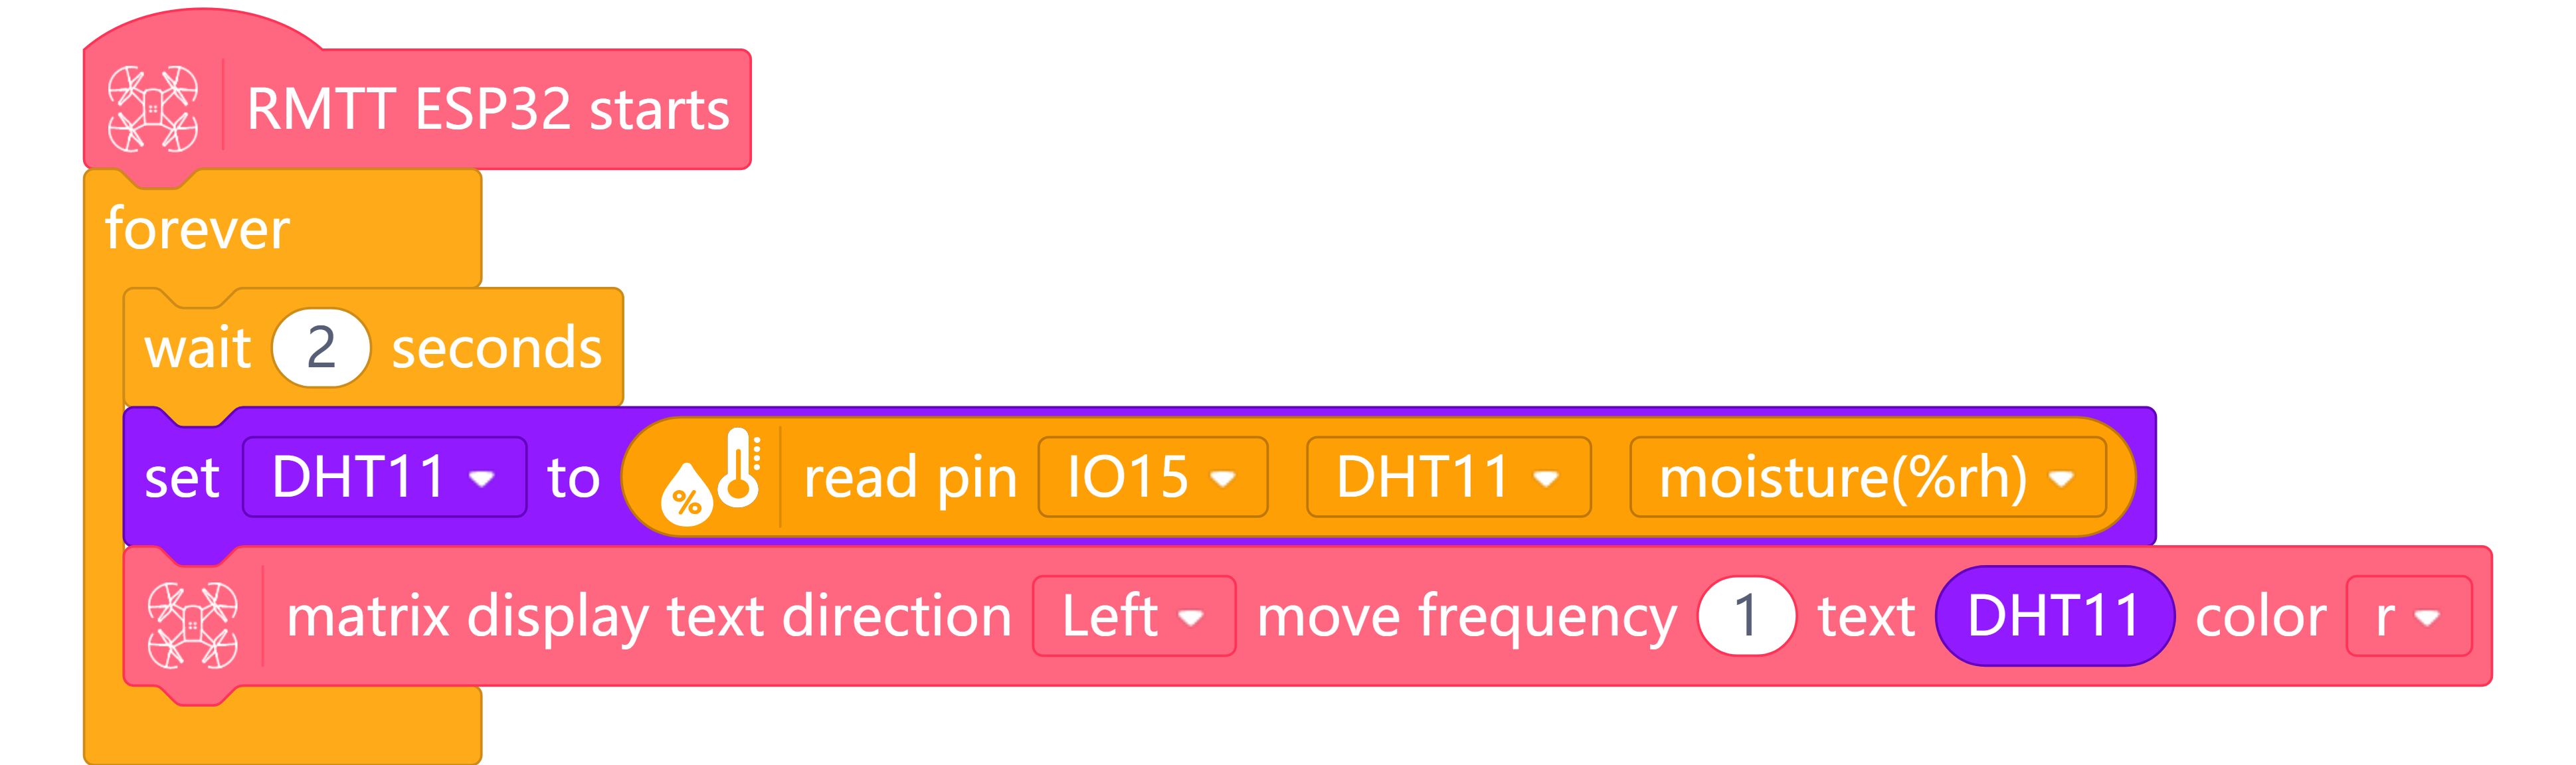 RMTT ESP32 starts
forever
wait 2 seconds
set DHT11 to % read pin IO15 DHT11 moisture(%rh)
matrix display text direction Left move frequency 1 text DHT11 color r